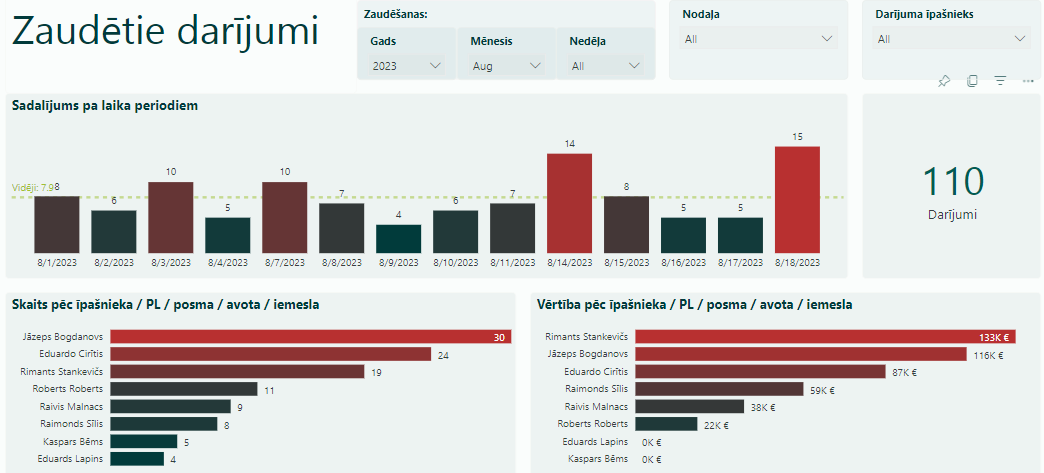 Zaudētie darījumi
Zaudēšanas:
Gads
Mēnesis
Nedēļa
2023
Aug
All
Nodaļa
All
Darījuma īpašnieks
All
Sadalījums pa laika periodiem
Vidēji: 7.9
8
6
10
5
10
7
4
6
7
14
8
5
5
15
8/1/2023
8/2/2023
8/3/2023
8/4/2023
8/7/2023
8/8/2023
8/9/2023
8/10/2023
8/11/2023
8/14/2023
8/15/2023
8/16/2023
8/17/2023
8/18/2023
110
Darījumi
Skaits pēc īpašnieka / PL / posma / avota / iemesla
Jāzeps Bogdanovs 30
Eduardo Cirītis 24
Rimants Stankevičs 19
Roberts Roberts 11
Raivis Malnacs 9
Raimonds Sīlis 8
Kaspars Bēms 5
Eduards Lapins 4
Vērtība pēc īpašnieka / PL / posma / avota / iemesla
Rimants Stankevičs 133K €
Jāzeps Bogdanovs 116K €
Eduardo Cirītis 87K €
Raimonds Sīlis 59K €
Raivis Malnacs 38K €
Roberts Roberts 22K €
Eduards Lapins 0K €
Kaspars Bēms 0K €